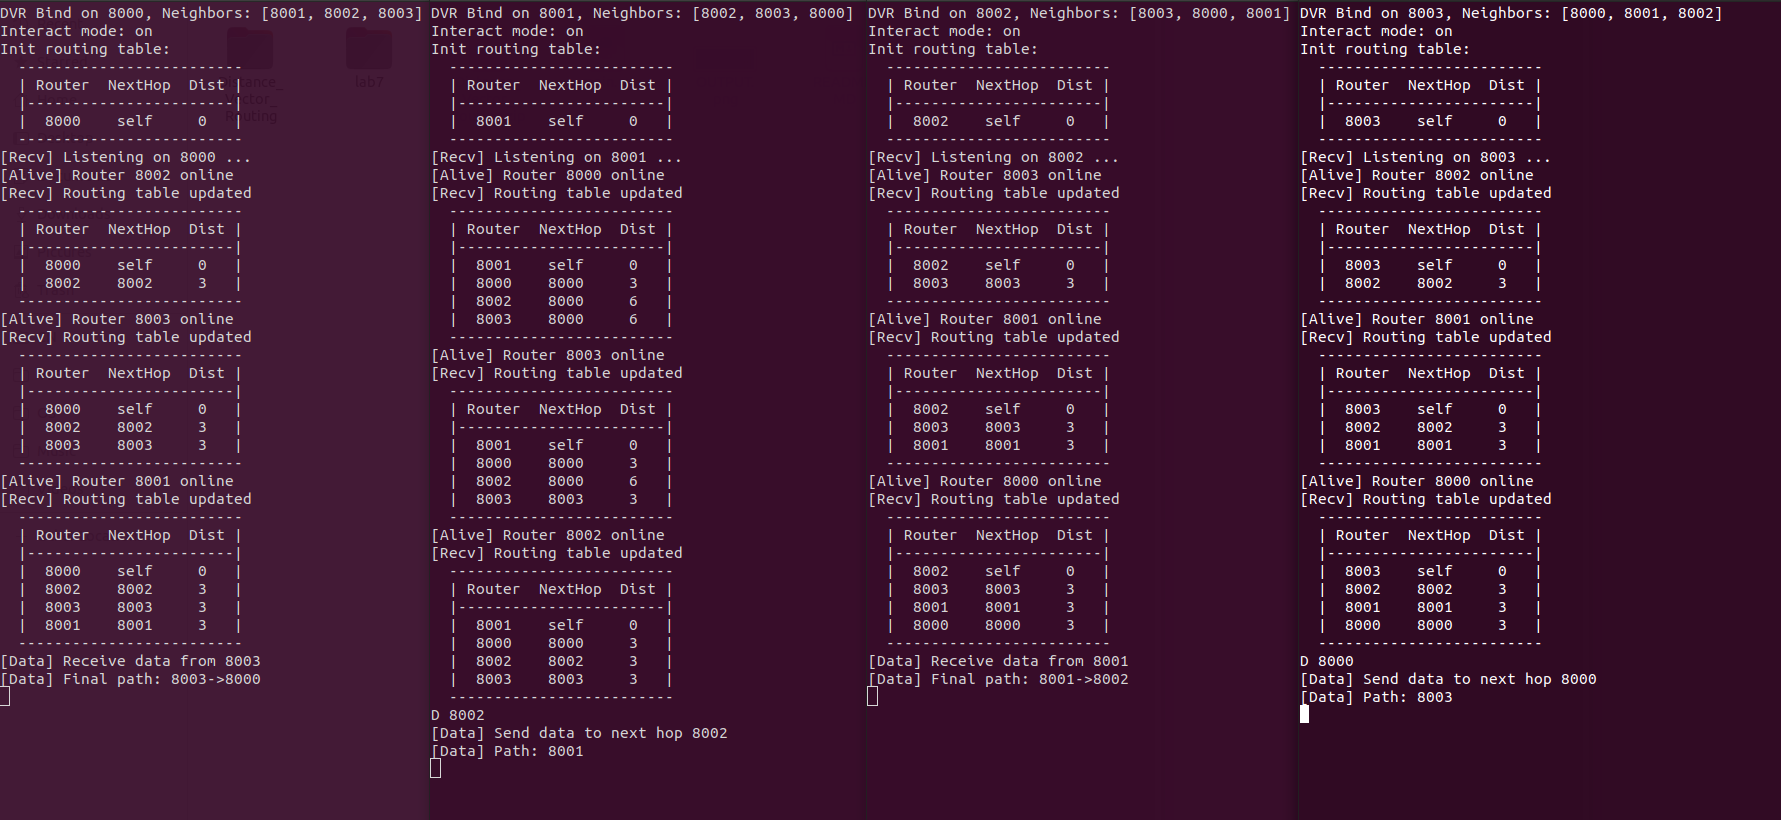 DVR Bind on 8000, Neighbors: [8001, 8002, 8003]
Interact mode: on
Init routing table:
-------------------------
| Router  NextHop  Dist |
|-----------------------|
|  8000    self     0   |
-------------------------
[Recv] Listening on 8000 ...
[Alive] Router 8002 online
[Recv] Routing table updated
-------------------------
| Router  NextHop  Dist |
|-----------------------|
|  8000    self     0   |
|  8002    8002     3   |
-------------------------
[Alive] Router 8003 online
[Recv] Routing table updated
-------------------------
| Router  NextHop  Dist |
|-----------------------|
|  8000    self     0   |
|  8002    8002     3   |
|  8003    8003     3   |
-------------------------
[Alive] Router 8001 online
[Recv] Routing table updated
-------------------------
| Router  NextHop  Dist |
|-----------------------|
|  8000    self     0   |
|  8002    8002     3   |
|  8003    8003     3   |
|  8001    8001     3   |
-------------------------
[Data] Receive data from 8003
[Data] Final path: 8003->8000
Distance_
Vector_
Routing
lab7
DVR Bind on 8001, Neighbors: [8002, 8003, 8000]
Interact mode: on
Init routing table:
-------------------------
| Router  NextHop  Dist |
|-----------------------|
|  8001    self     0   |
-------------------------
[Recv] Listening on 8001 ...
[Alive] Router 8000 online
[Recv] Routing table updated
-------------------------
| Router  NextHop  Dist |
|-----------------------|
|  8001    self     0   |
|  8000    8000     3   |
|  8002    8000     6   |
|  8003    8000     6   |
-------------------------
[Alive] Router 8003 online
[Recv] Routing table updated
-------------------------
| Router  NextHop  Dist |
|-----------------------|
|  8001    self     0   |
|  8000    8000     3   |
|  8002    8000     6   |
|  8003    8003     3   |
-------------------------
[Alive] Router 8002 online
[Recv] Routing table updated
-------------------------
| Router  NextHop  Dist |
|-----------------------|
|  8001    self     0   |
|  8000    8000     3   |
|  8002    8002     3   |
|  8003    8003     3   |
-------------------------
D 8002
[Data] Send data to next hop 8002
[Data] Path: 8001
DVR Bind on 8002, Neighbors: [8003, 8000, 8001]
Interact mode: on
Init routing table:
-------------------------
| Router  NextHop  Dist |
|-----------------------|
|  8002    self     0   |
-------------------------
[Recv] Listening on 8002 ...
[Alive] Router 8003 online
[Recv] Routing table updated
-------------------------
| Router  NextHop  Dist |
|-----------------------|
|  8002    self     0   |
|  8003    8003     3   |
-------------------------
[Alive] Router 8001 online
[Recv] Routing table updated
-------------------------
| Router  NextHop  Dist |
|-----------------------|
|  8002    self     0   |
|  8003    8003     3   |
|  8001    8001     3   |
-------------------------
[Alive] Router 8000 online
[Recv] Routing table updated
-------------------------
| Router  NextHop  Dist |
|-----------------------|
|  8002    self     0   |
|  8003    8003     3   |
|  8001    8001     3   |
|  8000    8000     3   |
-------------------------
[Data] Receive data from 8001
[Data] Final path: 8001->8002
DVR Bind on 8003, Neighbors: [8000, 8001, 8002]
Interact mode: on
Init routing table:
-------------------------
| Router  NextHop  Dist |
|-----------------------|
|  8003    self     0   |
-------------------------
[Recv] Listening on 8003 ...
[Alive] Router 8002 online
[Recv] Routing table updated
-------------------------
| Router  NextHop  Dist |
|-----------------------|
|  8003    self     0   |
|  8002    8002     3   |
-------------------------
[Alive] Router 8001 online
[Recv] Routing table updated
-------------------------
| Router  NextHop  Dist |
|-----------------------|
|  8003    self     0   |
|  8002    8002     3   |
|  8001    8001     3   |
-------------------------
[Alive] Router 8000 online
[Recv] Routing table updated
-------------------------
| Router  NextHop  Dist |
|-----------------------|
|  8003    self     0   |
|  8002    8002     3   |
|  8001    8001     3   |
|  8000    8000     3   |
-------------------------
D 8000
[Data] Send data to next hop 8000
[Data] Path: 8003